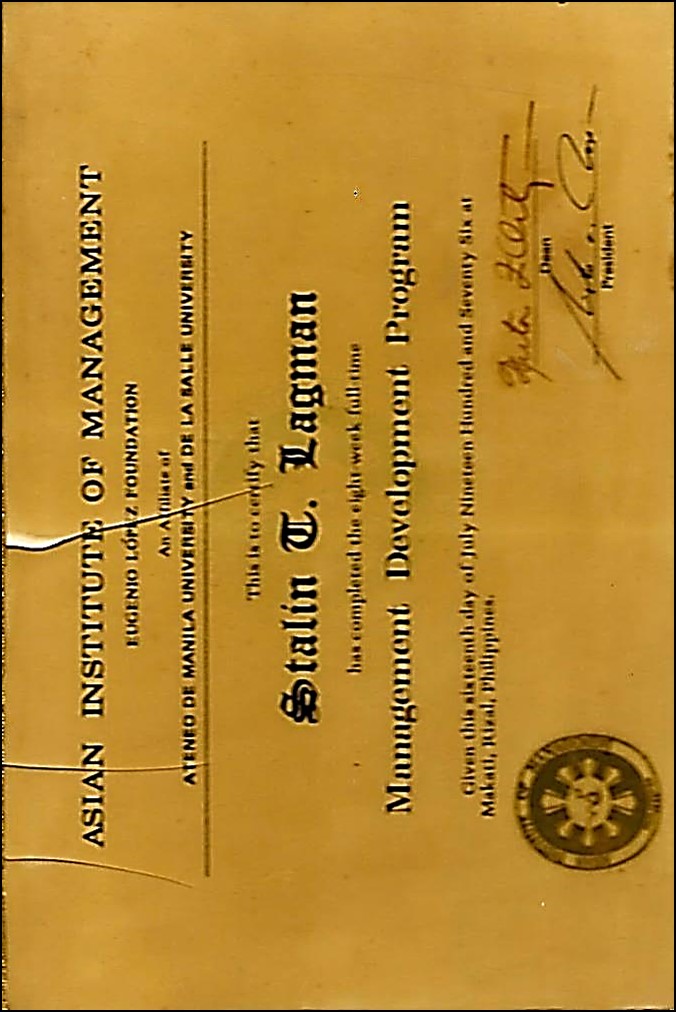 ASIAN INSTITUTE OF MANAGEMENT
EUGENIO LÓPEZ FOUNDATION
An Affiliate of
ATENEO DE MANILA UNIVERSITY and DE LA SALLE UNIVERSITY
This is to certify that
Stalin T. Lagman
has completed the eight week full time
Management Development Program
Given this sixteenth day of July Nineteen Hundred and Seventy Six at
Makati, Rizal, Philippines.
Dean
President